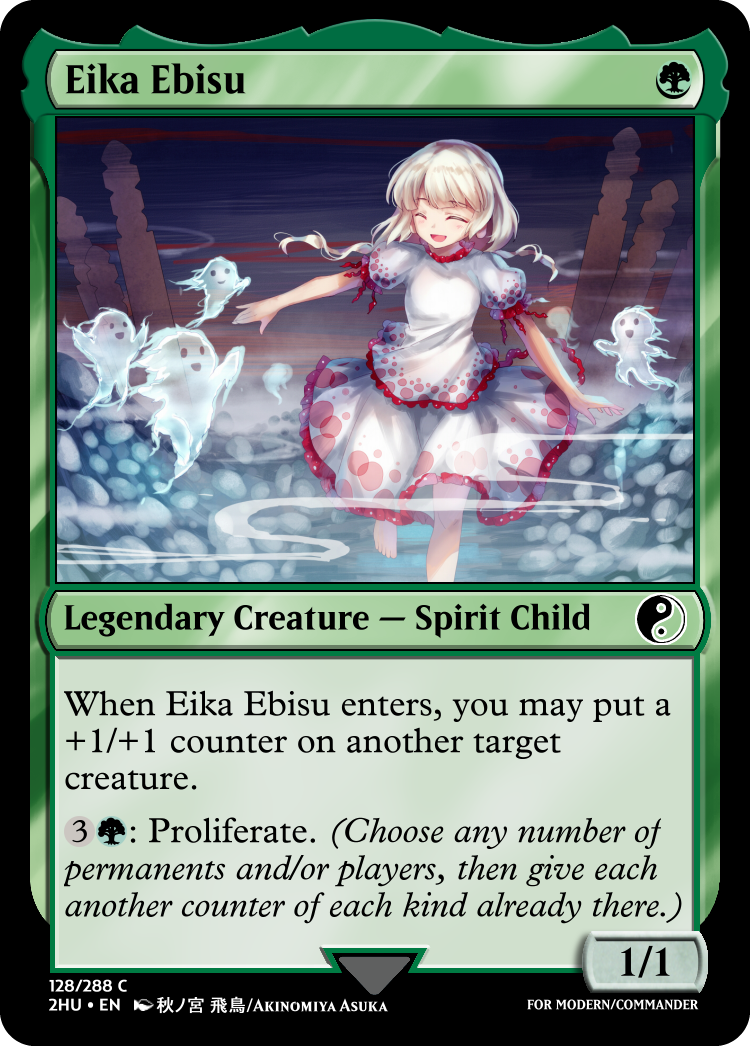 Eika Ebisu
Legendary Creature — Spirit Child
When Eika Ebisu enters, you may put a
+1/+1 counter on another target
creature.
3: Proliferate. (Choose any number of
permanents and/or players, then give each
another counter of each kind already there.)
1/1
128/288 C
2HU • EN 秋ノ宮 飛鳥/Akinomiya Asuka
FOR MODERN/COMMANDER